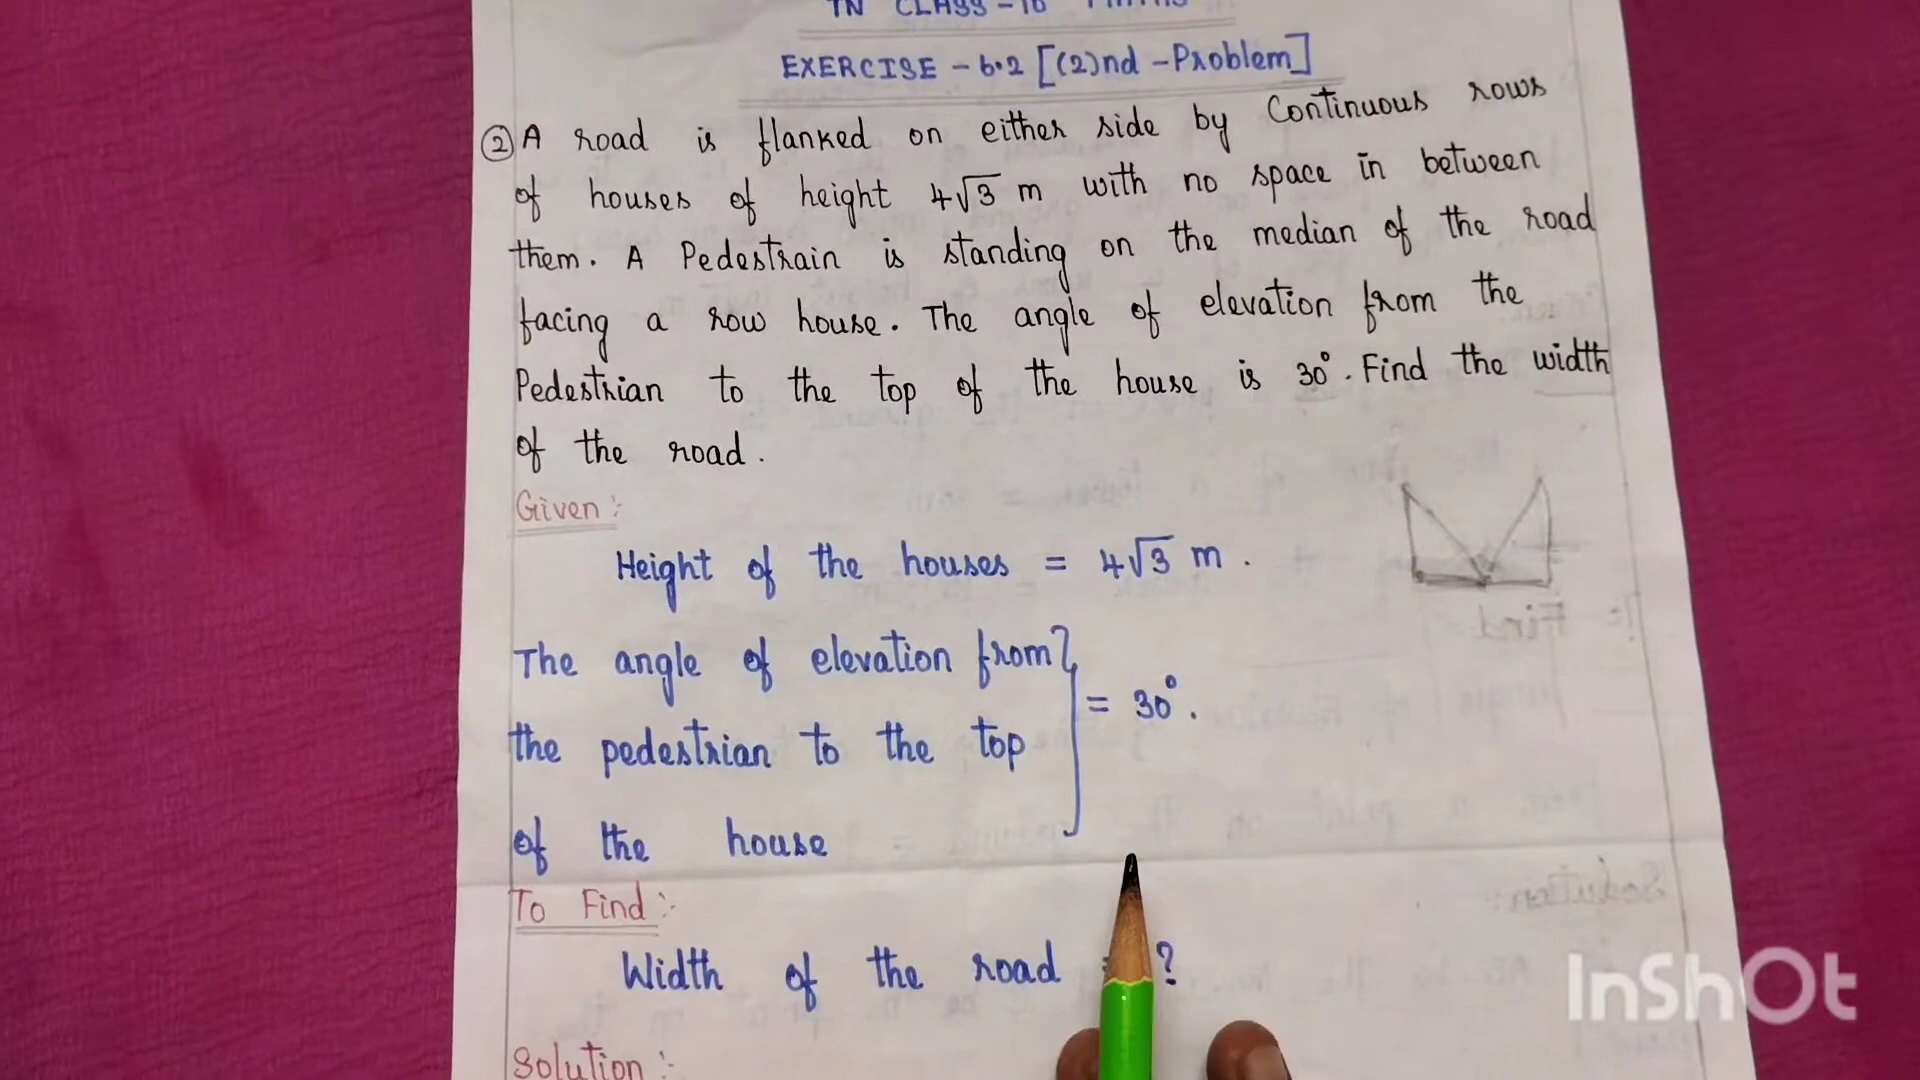 TN CLASS-10 MATHS
EXERCISE - 6.2 [(2)nd - Problem]
② A road is flanked on either side by Continuous rows
of houses of height 4√3 m with no space in between
them. A Pedestrain is standing on the median of the road
facing a row house. The angle of elevation from the
Pedestrian to the top of the house is 30°. Find the width
of the road.
Given :-
Height of the houses = 4√3 m.
The angle of elevation from
the pedestrian to the top = 30°.
of the house
To Find :-
Width of the road = ?
Solution :-
InShOt